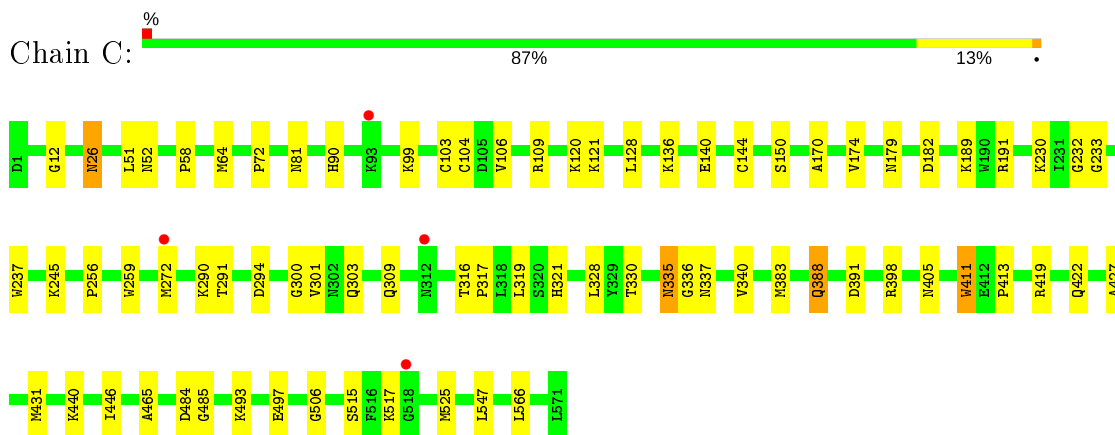 %
Chain C:
87%
13%
•
D1 G12 N26 L51 N52 P58 M64 P72 N81 H90 K93 K99 C103 C104 D105 V106 R109 K120 K121 L128 K136 E140 C144 S150 A170 V174 N179 D182 K189 W190 R191 K230 I231 G232 G233
W237 K245 P256 W259 M272 K290 T291 D294 G300 V301 N302 Q303 Q309 N312 T316 P317 L318 L319 S320 H321 L328 Y329 T330 N335 G336 N337 V340 M383 Q388 D391 R398 N405 W411 E412 P413 R419 Q422 A427
M431 K440 I446 A465 D484 G485 K493 E497 G506 S515 F516 K517 G518 M525 L547 L566 L571